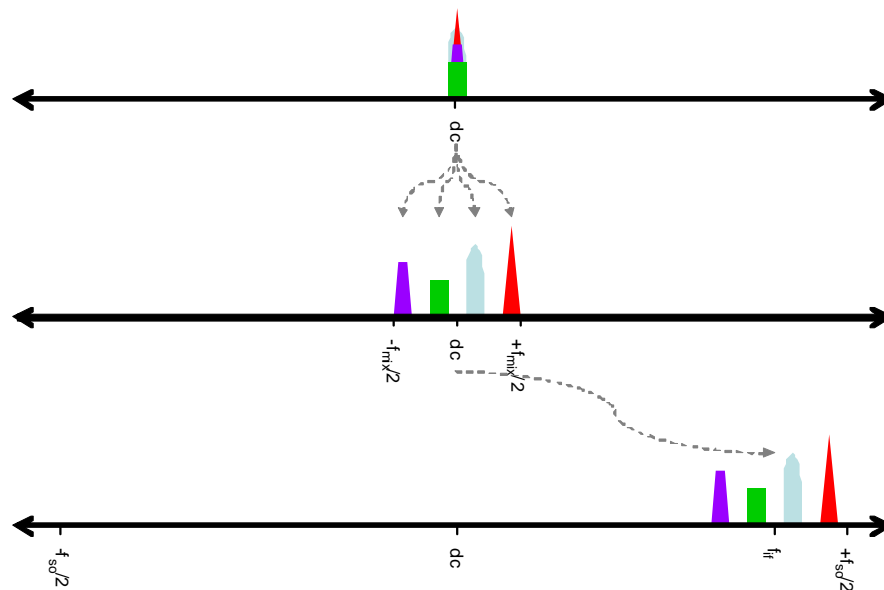 dc
-f_mix/2
dc
+f_mix/2
-f_so/2
dc
f_if
+f_so/2